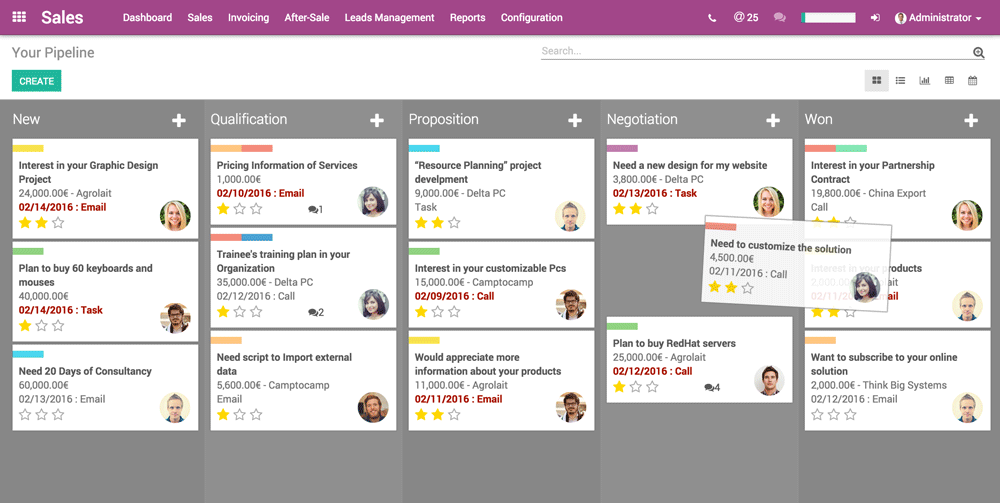 Sales
Dashboard Sales Invoicing After-Sale Leads Management Reports Configuration
@ 25
Administrator
Your Pipeline
Search...
CREATE
New
Interest in your Graphic Design
Project
24,000.00€ - Agrolait
02/14/2016 : Email
Plan to buy 60 keyboards and
mouses
40,000.00€
02/14/2016 : Task
Need 20 Days of Consultancy
60,000.00€
02/13/2016 : Email
Qualification
Pricing Information of Services
1,000.00€
02/10/2016 : Email
1
Trainee's training plan in your
Organization
35,000.00€ - Delta PC
02/12/2016 : Call
2
Need script to Import external
data
5,600.00€ - Camptocamp
Email
Proposition
“Resource Planning” project
develpment
9,000.00€ - Delta PC
Task
Interest in your customizable Pcs
15,000.00€ - Camptocamp
02/09/2016 : Call
Would appreciate more
information about your products
11,000.00€ - Agrolait
02/11/2016 : Email
Negotiation
Need a new design for my website
3,800.00€ - Delta PC
02/13/2016 : Task
Need to customize the solution
4,500.00€
02/11/2016 : Call
Plan to buy RedHat servers
25,000.00€ - Agrolait
02/12/2016 : Call
4
Won
Interest in your Partnership
Contract
19,800.00€ - China Export
Call
Interest in your products
Want to subscribe to your online
solution
2,000.00€ - Think Big Systems
02/12/2016 : Email